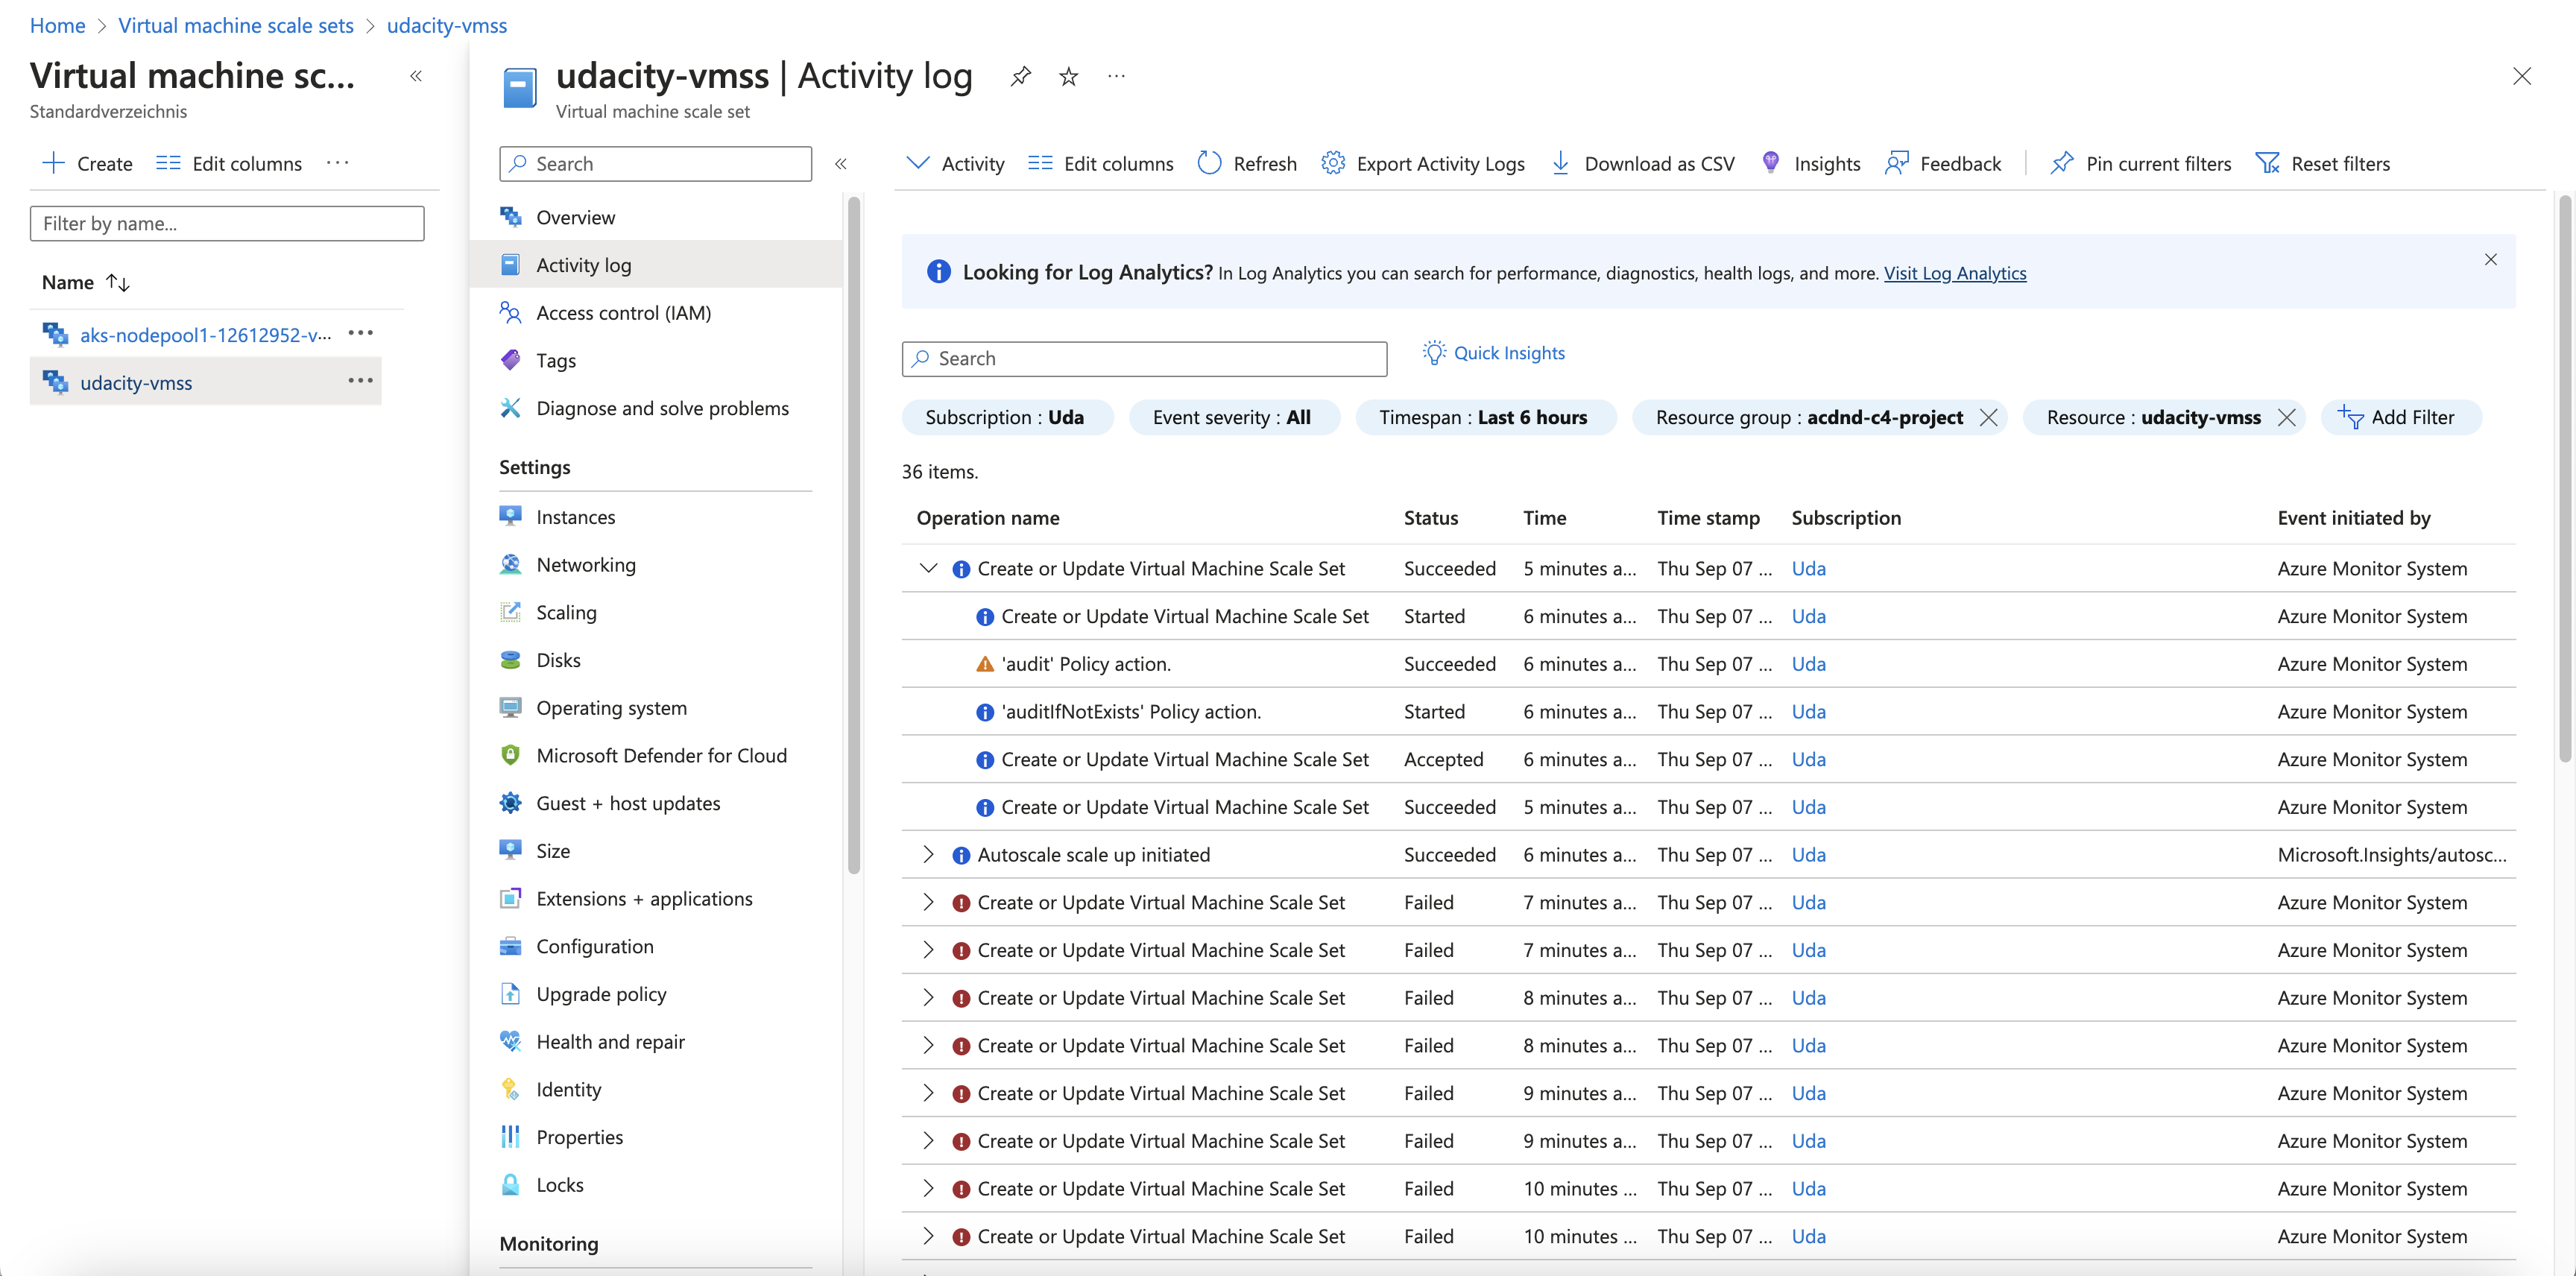 Home > Virtual machine scale sets > udacity-vmss
Virtual machine sc...
Standardverzeichnis
Create Edit columns ...
Filter by name...
Name
aks-nodepool1-12612952-v...
udacity-vmss
udacity-vmss | Activity log
Virtual machine scale set
Search
Overview
Activity log
Access control (IAM)
Tags
Diagnose and solve problems
Settings
Instances
Networking
Scaling
Disks
Operating system
Microsoft Defender for Cloud
Guest + host updates
Size
Extensions + applications
Configuration
Upgrade policy
Health and repair
Identity
Properties
Locks
Monitoring
Activity Edit columns Refresh Export Activity Logs Download as CSV Insights Feedback Pin current filters Reset filters
Looking for Log Analytics? In Log Analytics you can search for performance, diagnostics, health logs, and more. Visit Log Analytics
Search Quick Insights
Subscription : Uda Event severity : All Timespan : Last 6 hours Resource group : acdnd-c4-project Resource : udacity-vmss Add Filter
36 items.
Operation name Status Time Time stamp Subscription Event initiated by
Create or Update Virtual Machine Scale Set Succeeded 5 minutes a... Thu Sep 07 ... Uda Azure Monitor System
Create or Update Virtual Machine Scale Set Started 6 minutes a... Thu Sep 07 ... Uda Azure Monitor System
'audit' Policy action. Succeeded 6 minutes a... Thu Sep 07 ... Uda Azure Monitor System
'auditIfNotExists' Policy action. Started 6 minutes a... Thu Sep 07 ... Uda Azure Monitor System
Create or Update Virtual Machine Scale Set Accepted 6 minutes a... Thu Sep 07 ... Uda Azure Monitor System
Create or Update Virtual Machine Scale Set Succeeded 5 minutes a... Thu Sep 07 ... Uda Azure Monitor System
Autoscale scale up initiated Succeeded 6 minutes a... Thu Sep 07 ... Uda Microsoft.Insights/autosc...
Create or Update Virtual Machine Scale Set Failed 7 minutes a... Thu Sep 07 ... Uda Azure Monitor System
Create or Update Virtual Machine Scale Set Failed 7 minutes a... Thu Sep 07 ... Uda Azure Monitor System
Create or Update Virtual Machine Scale Set Failed 8 minutes a... Thu Sep 07 ... Uda Azure Monitor System
Create or Update Virtual Machine Scale Set Failed 8 minutes a... Thu Sep 07 ... Uda Azure Monitor System
Create or Update Virtual Machine Scale Set Failed 9 minutes a... Thu Sep 07 ... Uda Azure Monitor System
Create or Update Virtual Machine Scale Set Failed 9 minutes a... Thu Sep 07 ... Uda Azure Monitor System
Create or Update Virtual Machine Scale Set Failed 10 minutes ... Thu Sep 07 ... Uda Azure Monitor System
Create or Update Virtual Machine Scale Set Failed 10 minutes ... Thu Sep 07 ... Uda Azure Monitor System